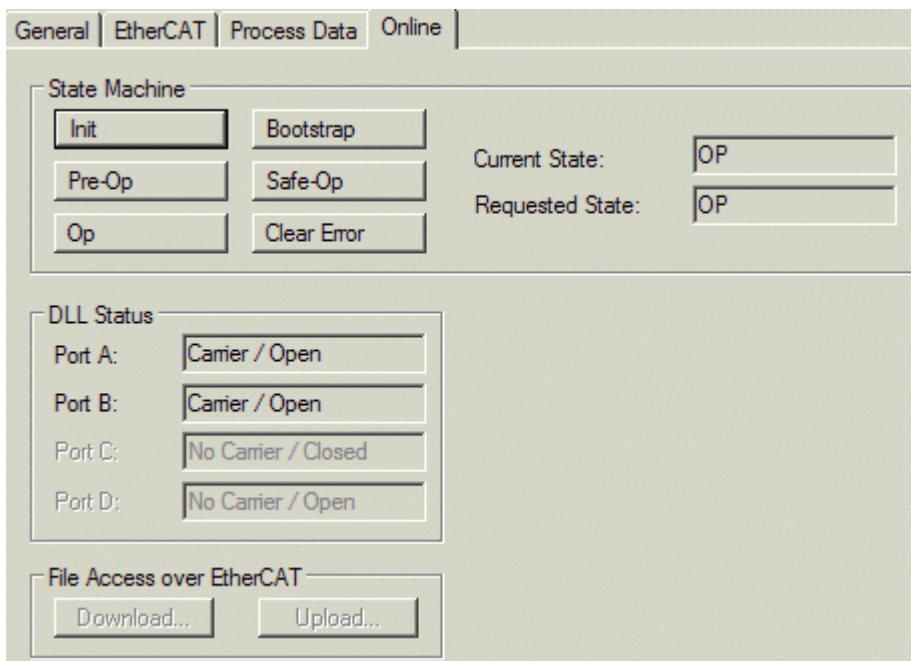 General EtherCAT Process Data Online
State Machine
Init Bootstrap
Pre-Op Safe-Op
Op Clear Error
Current State: OP
Requested State: OP
DLL Status
Port A: Carrier / Open
Port B: Carrier / Open
Port C: No Carrier / Closed
Port D: No Carrier / Open
File Access over EtherCAT
Download... Upload...